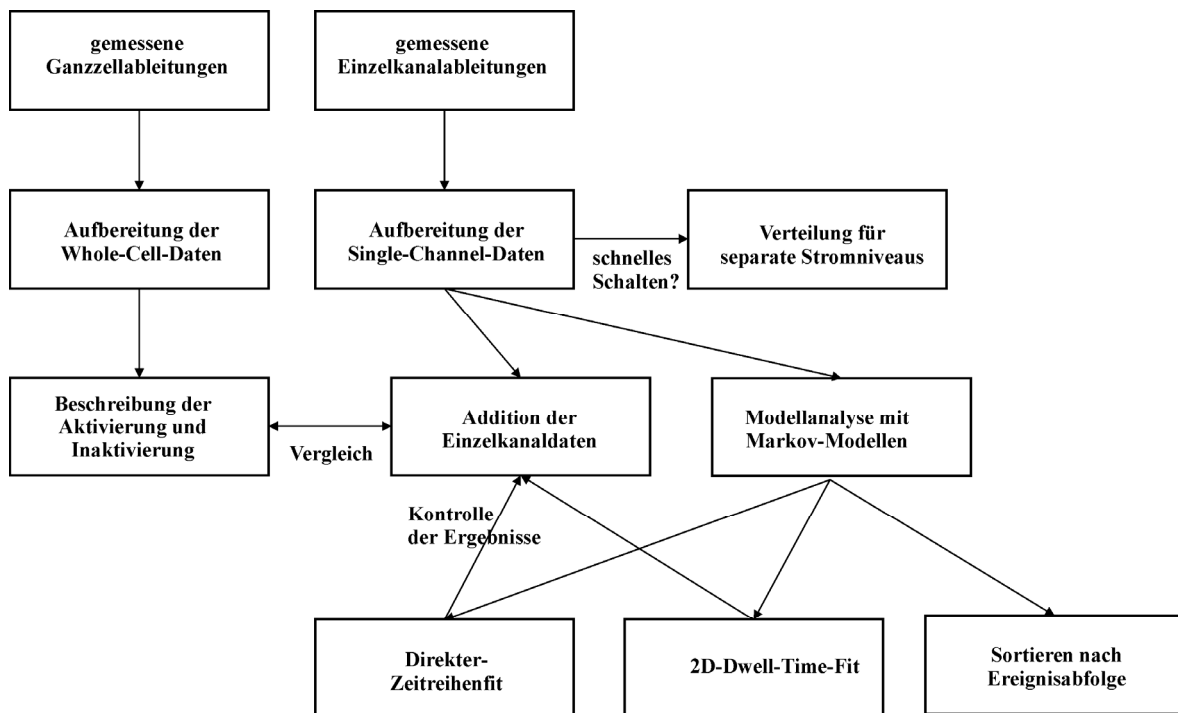 gemessene
Ganzzellableitungen
gemessene
Einzelkanalableitungen
Aufbereitung der
Whole-Cell-Daten
Aufbereitung der
Single-Channel-Daten
schnelles
Schalten?
Verteilung für
separate Stromniveaus
Beschreibung der
Aktivierung und
Inaktivierung
Vergleich
Addition der
Einzelkanaldaten
Modellanalyse mit
Markov-Modellen
Kontrolle
der Ergebnisse
Direkter-
Zeitreihenfit
2D-Dwell-Time-Fit
Sortieren nach
Ereignisabfolge